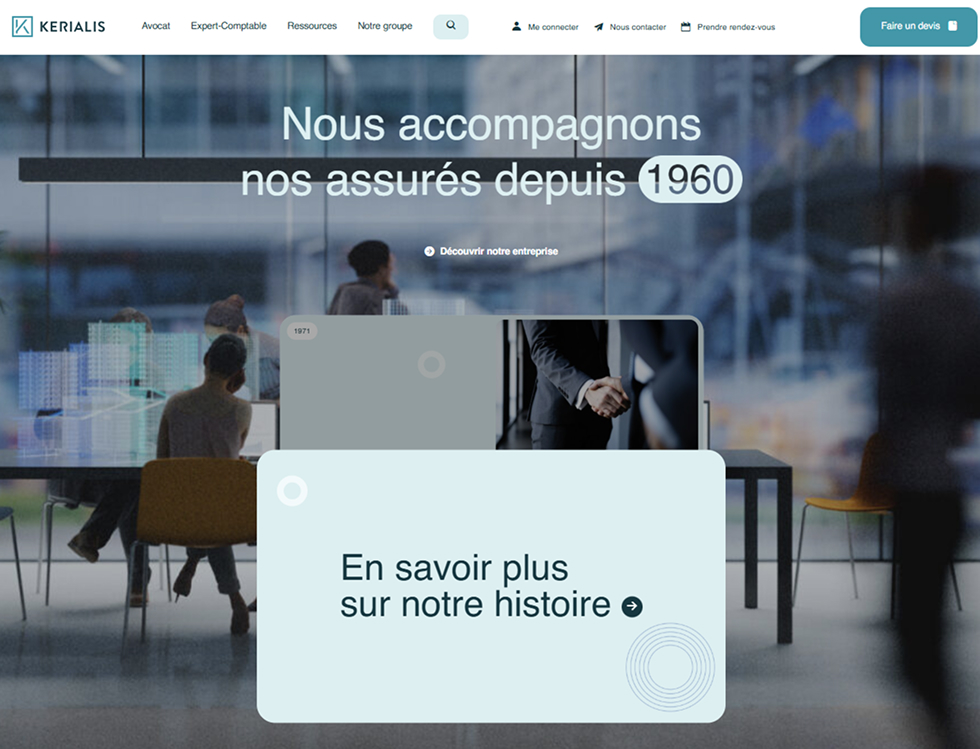 KERIALIS
Avocat
Expert-Comptable
Ressources
Notre groupe
Me connecter
Nous contacter
Prendre rendez-vous
Faire un devis
Nous accompagnons
nos assurés depuis 1960
Découvrir notre entreprise
1971
En savoir plus
sur notre histoire